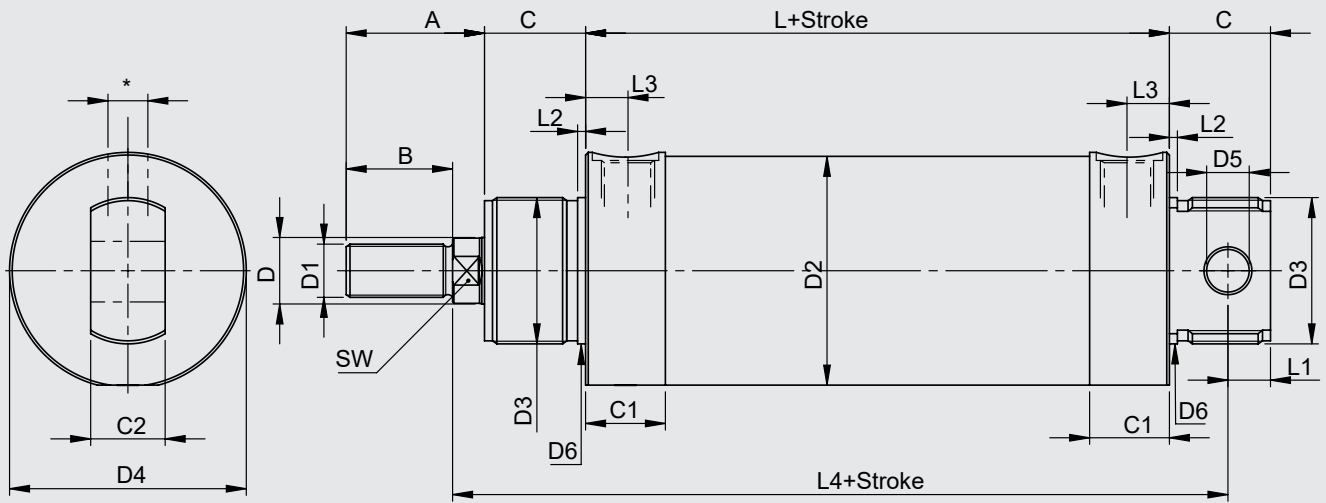 A
C
L+Stroke
C
*
L3
L3
L2
L2
B
D5
D
D1
D2
D3
SW
D3
L1
C1
C1
D6
D6
C2
D4
L4+Stroke